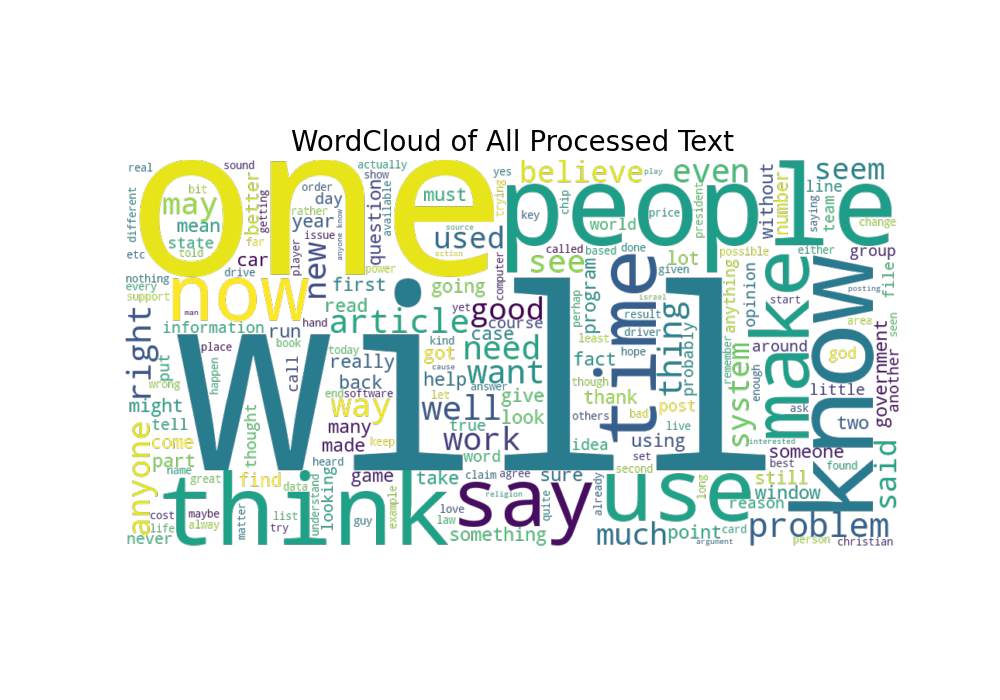 WordCloud of All Processed Text
real
sound
actually
yes
play
believe
even
seem
different
bit
getting
better
order
show
must
trying
key
chip
world
price
president
without
number
line
saying
team
change
may
mean
state
told
etc
far
rather
day
year
question
available
anyone know
source
action
used
one
people
called
based
done
possible
either
group
nothing
every
support
man
car
drive
player
issue
new
power
first
going
computer
see
lot
given
anything
opinion
file
now
right
information
place
run
hand
read
article
yet
good
course
case
kind
cause
perhap
program
israel
result
driver
least
time
thing
probably
system
remember
enough
start
make
around
area
god
posting
know
seen
government
another
put
wrong
happen
call
today
really
back
got
help
need
want
answer
fact
hope
though
thank
bad
post
ask
little
might
tell
come
part
name
great
thought
will
end
software
way
many
made
keep
let
well
true
work
word
give
look
others
idea
live
using
set
second
two
someone
best
found
interested
said
anyone
find
heard
game
take
claim
agree
sure
still
window
reason
cost
life
maybe
alway
never
matter
data
list
try
book
understand
looking
guy
example
love
law
think
religion
say
something
quite
already
use
long
much
point
card
argument
problem
person
christian